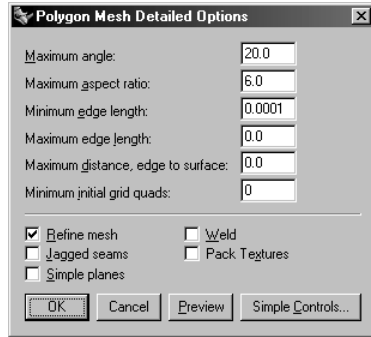 Polygon Mesh Detailed Options
Maximum angle: 20.0
Maximum aspect ratio: 6.0
Minimum edge length: 0.0001
Maximum edge length: 0.0
Maximum distance, edge to surface: 0.0
Minimum initial grid quads: 0
Refine mesh Weld
Jagged seams Pack Textures
Simple planes
OK Cancel Preview Simple Controls...